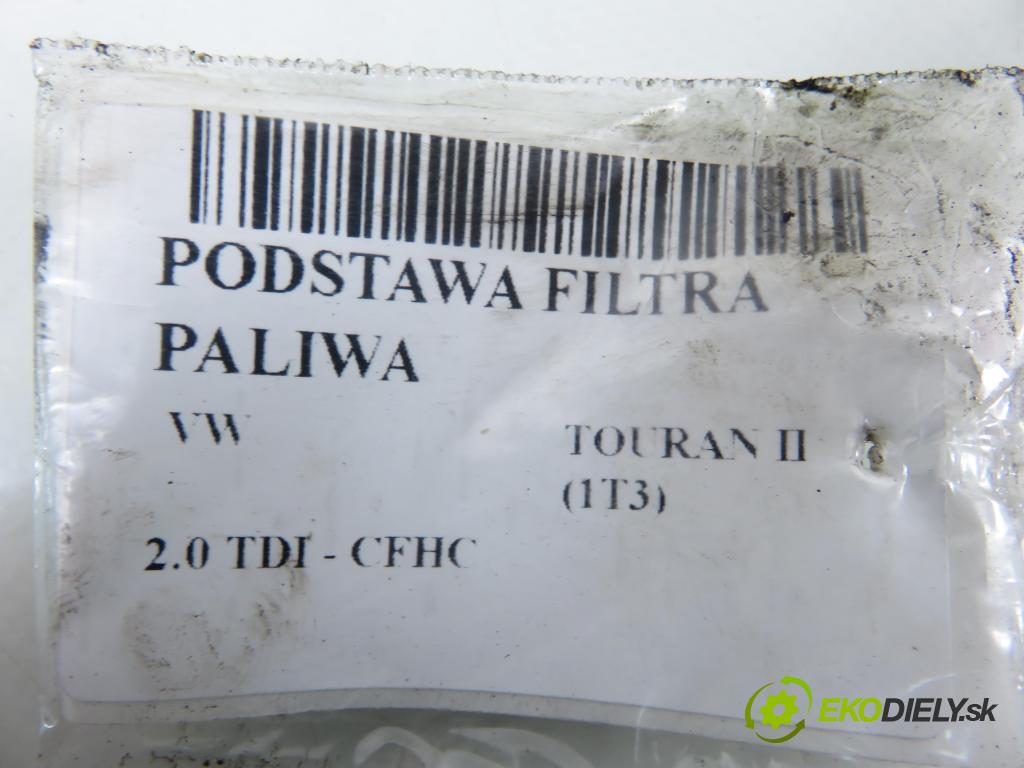 PODSTAWA FILTRA
PALIWA
VW
TOURAN II
(1T3)
2.0 TDI - CFHC
EKODIELY.sk